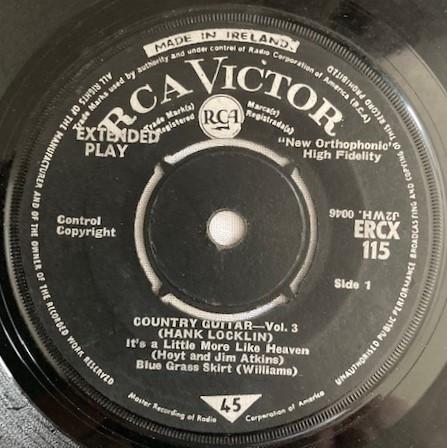 MADE IN IRELAND.
Trade Marks used by authority and under control of Radio Corporation of America
ALL RIGHTS OF THE MANUFACTURER AND OF THE OWNER OF THE RECORDED WORK RESERVED
UNAUTHORISED PUBLIC PERFORMANCE BROADCASTING AND COPYING OF THIS RECORD PROHIBITED
RCA VICTOR
Trade Mark(s)
Registered
RCA
Marca(s)
Registrada(s)
EXTENDED
PLAY
"New Orthophonic"
High Fidelity
Control
Copyright
J2WH. 0046
ERCX
115
Side 1
COUNTRY GUITAR—Vol. 3
(HANK LOCKLIN)
It's a Little More Like Heaven
(Hoyt and Jim Atkins)
Blue Grass Skirt (Williams)
45
Master Recording of Radio Corporation of America